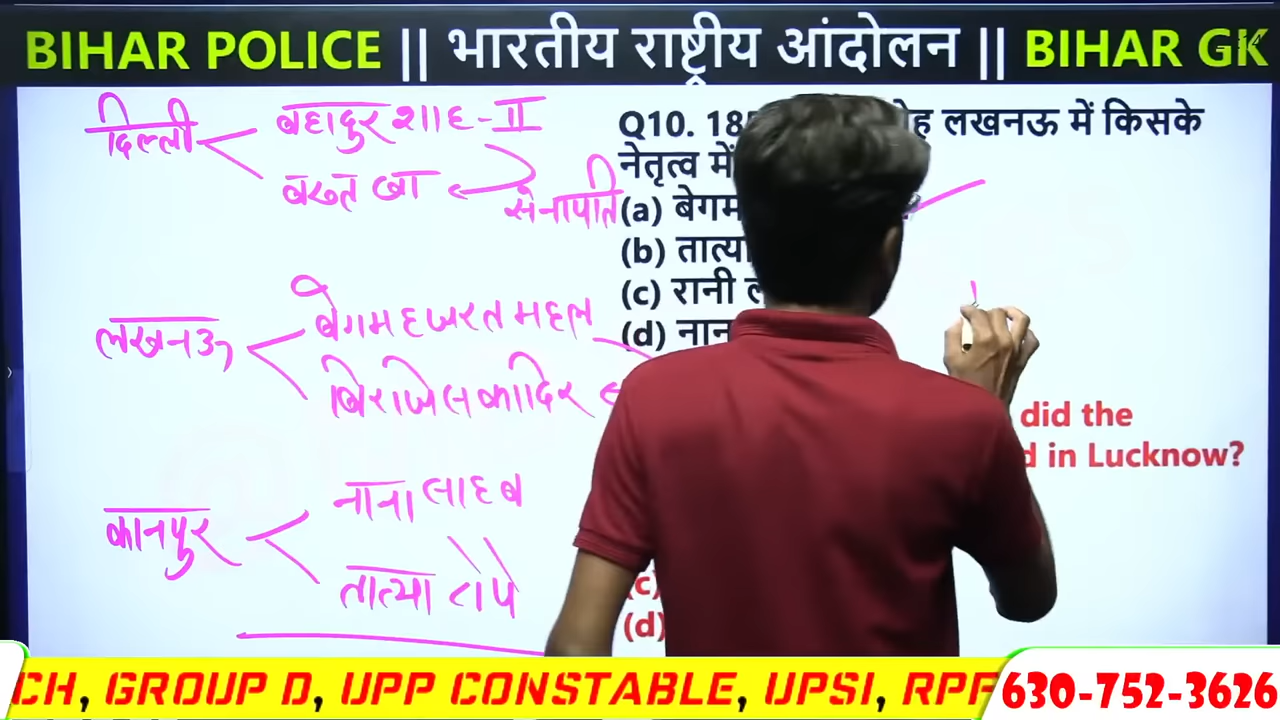 BIHAR POLICE || भारतीय राष्ट्रीय आंदोलन || BIHAR GK
दिल्ली
बहादुर शाह - II
बख्त खा
सेनापति
लखनऊ
बेगम हजरत महल
बिरजिस कादिर
कानपुर
नाना साहब
तात्या टोपे
Q10. 18 लखनऊ में किसके
नेतृत्व में
(a) बेगम
(b) तात्या
(c) रानी
(d)
did the
in Lucknow?
(c)
(d)
CH, GROUP D, UPP CONSTABLE, UPSI, RPF
630-752-3626